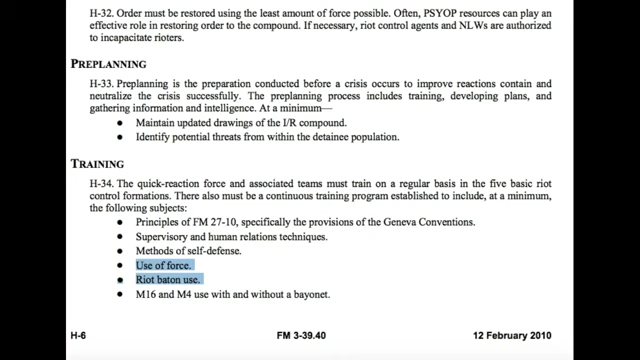 H-32. Order must be restored using the least amount of force possible. Often, PSYOP resources can play an
effective role in restoring order to the compound. If necessary, riot control agents and NLWs are authorized
to incapacitate rioters.
PREPLANNING
H-33. Preplanning is the preparation conducted before a crisis occurs to improve reactions contain and
neutralize the crisis successfully. The preplanning process includes training, developing plans, and
gathering information and intelligence. At a minimum—
• Maintain updated drawings of the I/R compound.
• Identify potential threats from within the detainee population.
TRAINING
H-34. The quick-reaction force and associated teams must train on a regular basis in the five basic riot
control formations. There also must be a continuous training program established to include, at a minimum,
the following subjects:
• Principles of FM 27-10, specifically the provisions of the Geneva Conventions.
• Supervisory and human relations techniques.
• Methods of self-defense.
• Use of force.
• Riot baton use.
• M16 and M4 use with and without a bayonet.
H-6 FM 3-39.40 12 February 2010